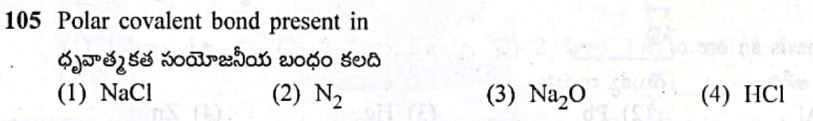 105 Polar covalent bond present in
ధృవాత్మకత సంయోజనీయ బంధం కలది
(1) NaCl (2) N₂ (3) Na₂O (4) HCl